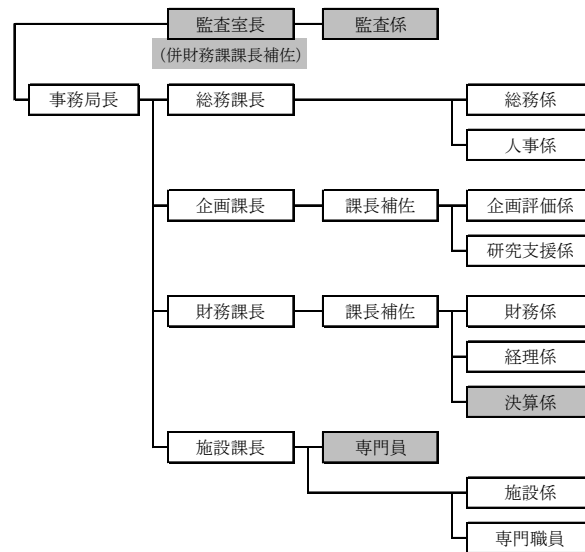 監査室長 監査係
(併財務課課長補佐)
事務局長 総務課長 総務係
人事係
企画課長 課長補佐 企画評価係
研究支援係
財務課長 課長補佐 財務係
経理係
決算係
施設課長 専門員
施設係
専門職員